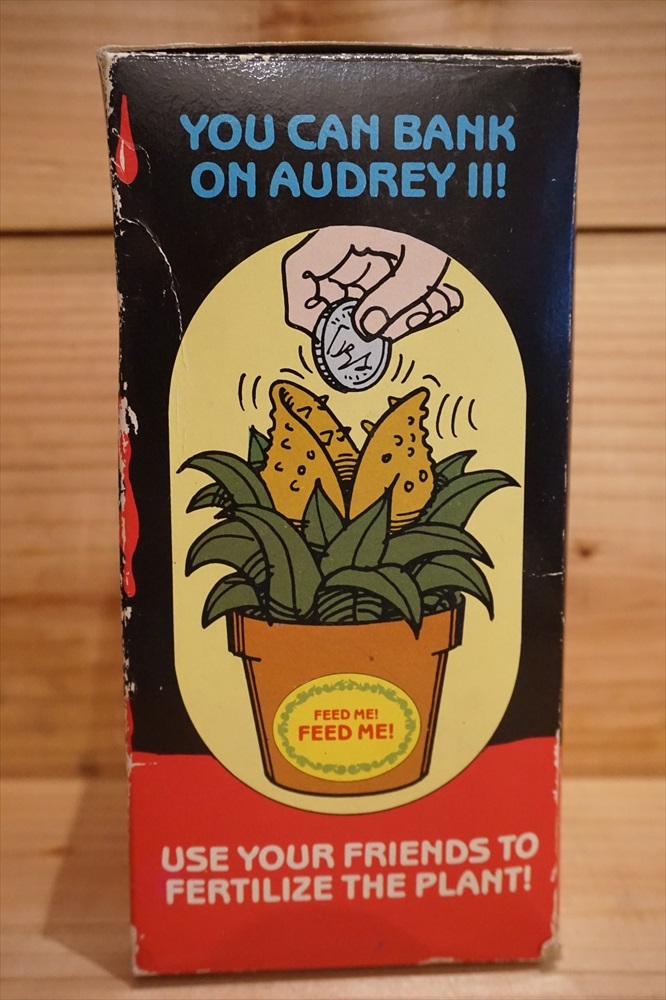 YOU CAN BANK
ON AUDREY II!
FEED ME!
FEED ME!
USE YOUR FRIENDS TO
FERTILIZE THE PLANT!